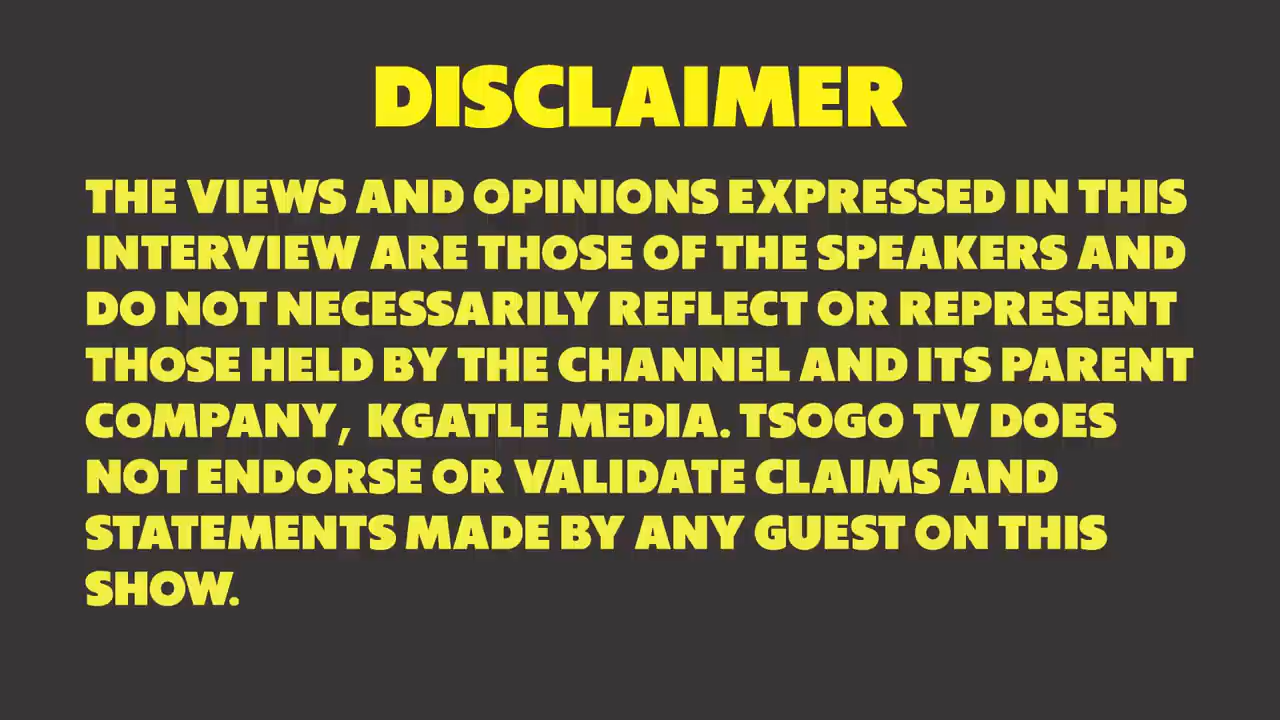 DISCLAIMER
THE VIEWS AND OPINIONS EXPRESSED IN THIS
INTERVIEW ARE THOSE OF THE SPEAKERS AND
DO NOT NECESSARILY REFLECT OR REPRESENT
THOSE HELD BY THE CHANNEL AND ITS PARENT
COMPANY, KGATLE MEDIA. TSOGO TV DOES
NOT ENDORSE OR VALIDATE CLAIMS AND
STATEMENTS MADE BY ANY GUEST ON THIS
SHOW.